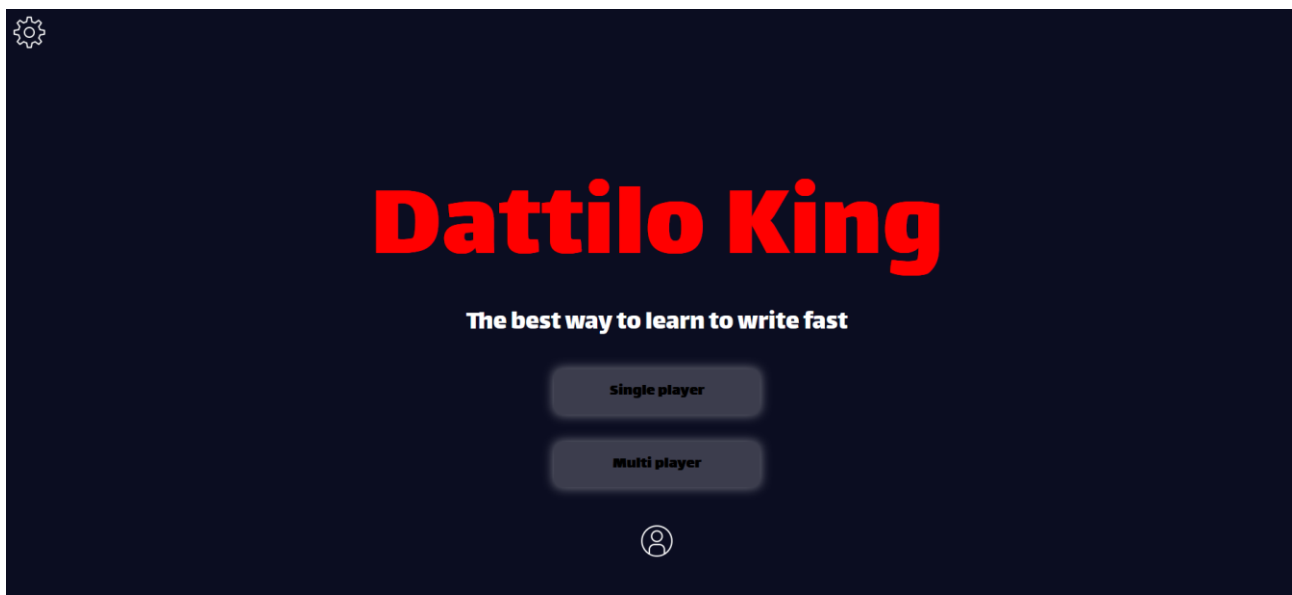 Dattilo King
The best way to learn to write fast
Single player
Multi player